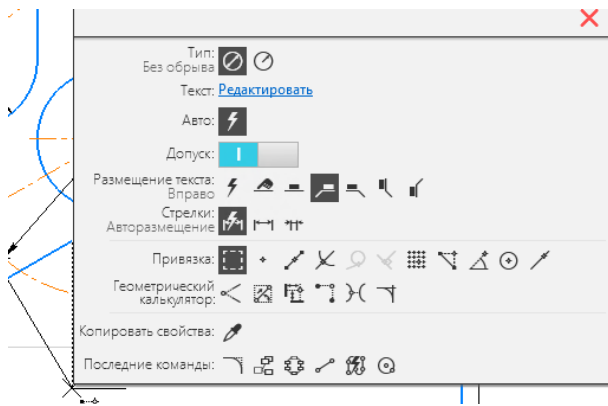 Тип:
Без обрыва
Текст: Редактировать
Авто:
Допуск:
Размещение текста:
Вправо
Стрелки:
Авторазмещение
Привязка:
Геометрический
калькулятор:
Копировать свойства:
Последние команды: